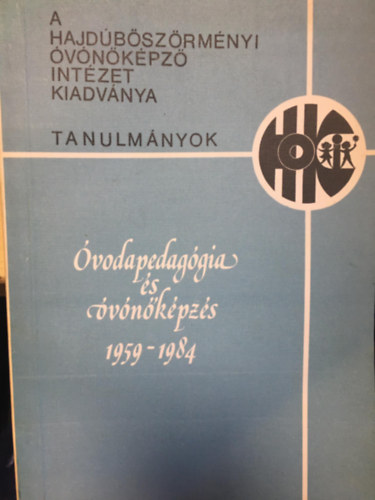 A
HAJDÚBÖSZÖRMÉNYI
ÓVÓNŐKÉPZŐ
INTÉZET
KIADVÁNYA
TANULMÁNYOK
Óvodapedagógia
és
óvónőképzés
1959-1984